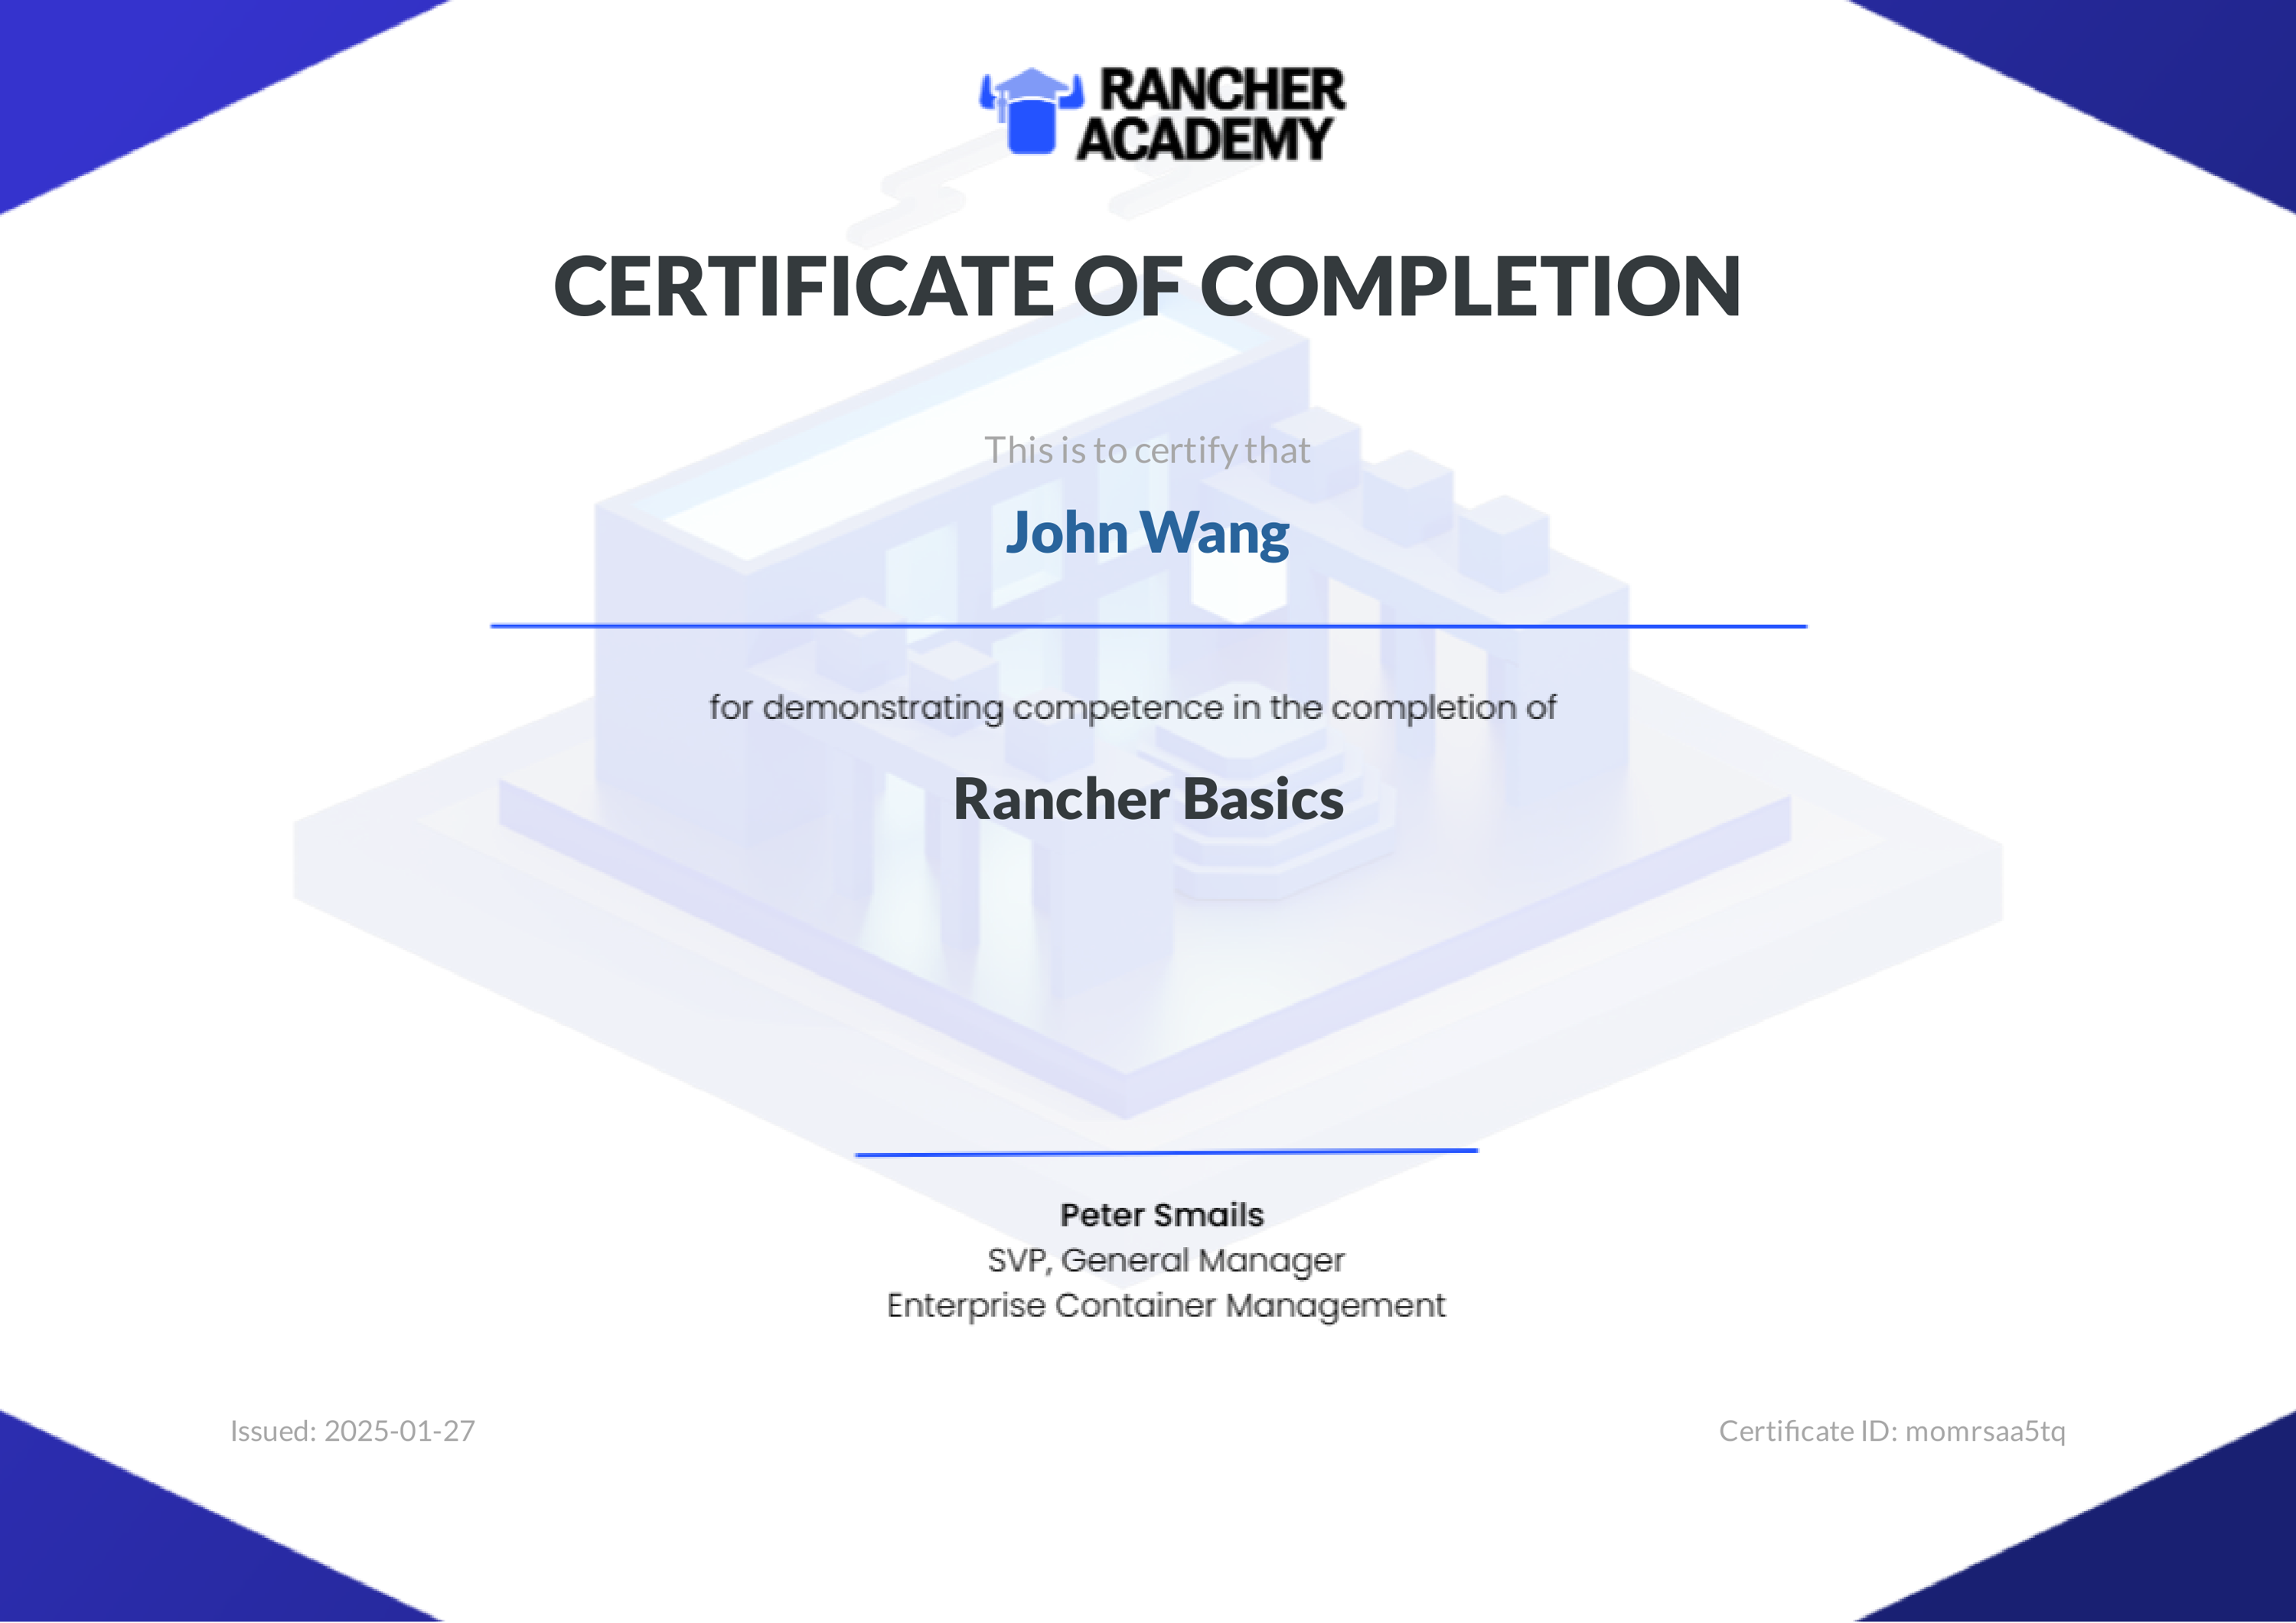 RANCHER
ACADEMY
CERTIFICATE OF COMPLETION
This is to certify that
John Wang
for demonstrating competence in the completion of
Rancher Basics
Peter Smails
SVP, General Manager
Enterprise Container Management
Issued: 2025-01-27
Certificate ID: momrsaa5tq